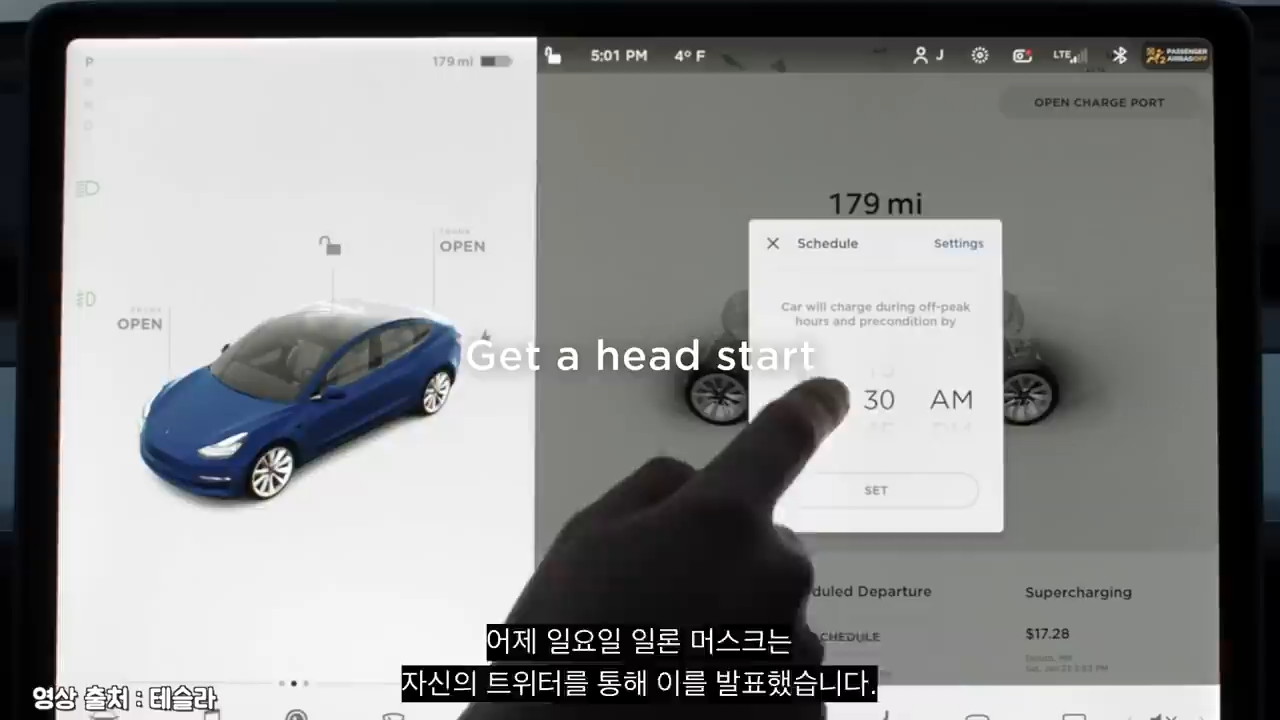 P
179 mi
5:01 PM
4° F
J
LTE
PASSENGER
AIRBAG OFF
OPEN CHARGE PORT
179 mi
OPEN
OPEN
Schedule
Settings
Car will charge during off-peak
hours and precondition by
30
AM
Get a head start
SET
duled Departure
SCHEDULE
Supercharging
$17.28
어제 일요일 일론 머스크는
자신의 트위터를 통해 이를 발표했습니다.
영상 출처 : 테슬라